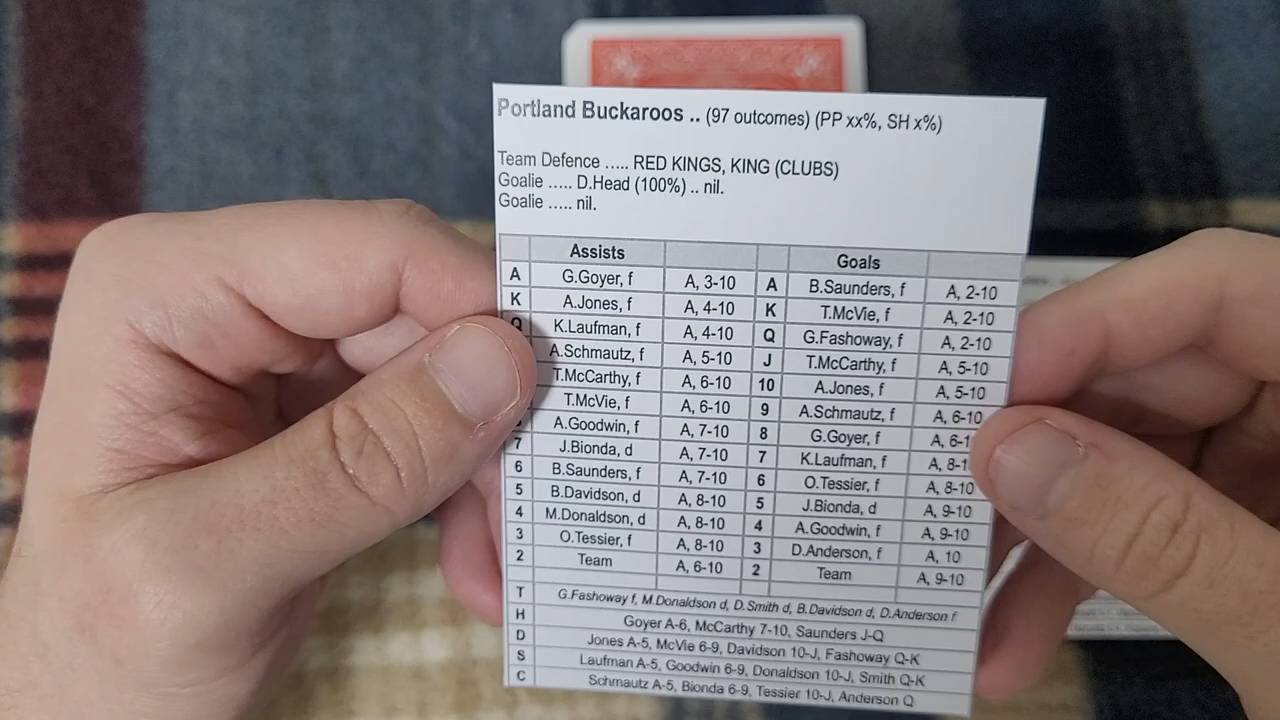 Portland Buckaroos .. (97 outcomes) (PP xx%, SH x%)
Team Defence ..... RED KINGS, KING (CLUBS)
Goalie ..... D.Head (100%) .. nil.
Goalie ..... nil.
Assists Goals
A G.Goyer, f A, 3-10 A B.Saunders, f A, 2-10
K A.Jones, f A, 4-10 K T.McVie, f A, 2-10
Q K.Laufman, f A, 4-10 Q G.Fashoway, f A, 2-10
A.Schmautz, f A, 5-10 J T.McCarthy, f A, 5-10
T.McCarthy, f A, 6-10 10 A.Jones, f A, 5-10
T.McVie, f A, 6-10 9 A.Schmautz, f A, 6-10
A.Goodwin, f A, 7-10 8 G.Goyer, f A, 6-1
7 J.Bionda, d A, 7-10 7 K.Laufman, f A, 8-1
6 B.Saunders, f A, 7-10 6 O.Tessier, f A, 8-10
5 B.Davidson, d A, 8-10 5 J.Bionda, d A, 9-10
4 M.Donaldson, d A, 8-10 4 A.Goodwin, f A, 9-10
3 O.Tessier, f A, 8-10 3 D.Anderson, f A, 10
2 Team A, 6-10 2 Team A, 9-10
T G.Fashoway f, M.Donaldson d, D.Smith d, B.Davidson d, D.Anderson f
H Goyer A-6, McCarthy 7-10, Saunders J-Q
D Jones A-5, McVie 6-9, Davidson 10-J, Fashoway Q-K
S Laufman A-5, Goodwin 6-9, Donaldson 10-J, Smith Q-K
C Schmautz A-5, Bionda 6-9, Tessier 10-J, Anderson Q